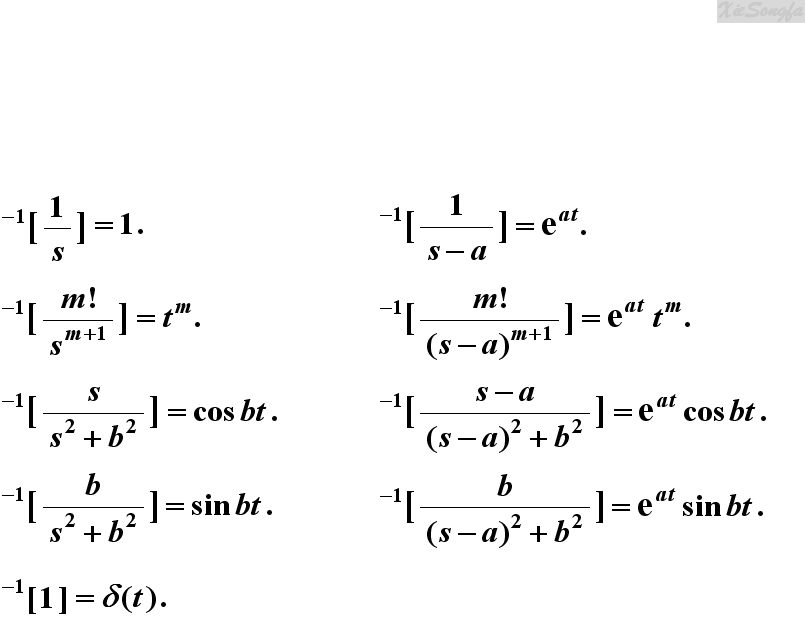 XieSongfa
⁻¹[1/s] = 1.    ⁻¹[1/(s−a)] = e^{at}.
⁻¹[m!/s^{m+1}] = t^m.    ⁻¹[m!/(s−a)^{m+1}] = e^{at} t^m.
⁻¹[s/(s²+b²)] = cos bt.    ⁻¹[(s−a)/((s−a)²+b²)] = e^{at} cos bt.
⁻¹[b/(s²+b²)] = sin bt.    ⁻¹[b/((s−a)²+b²)] = e^{at} sin bt.
⁻¹[1] = δ(t).